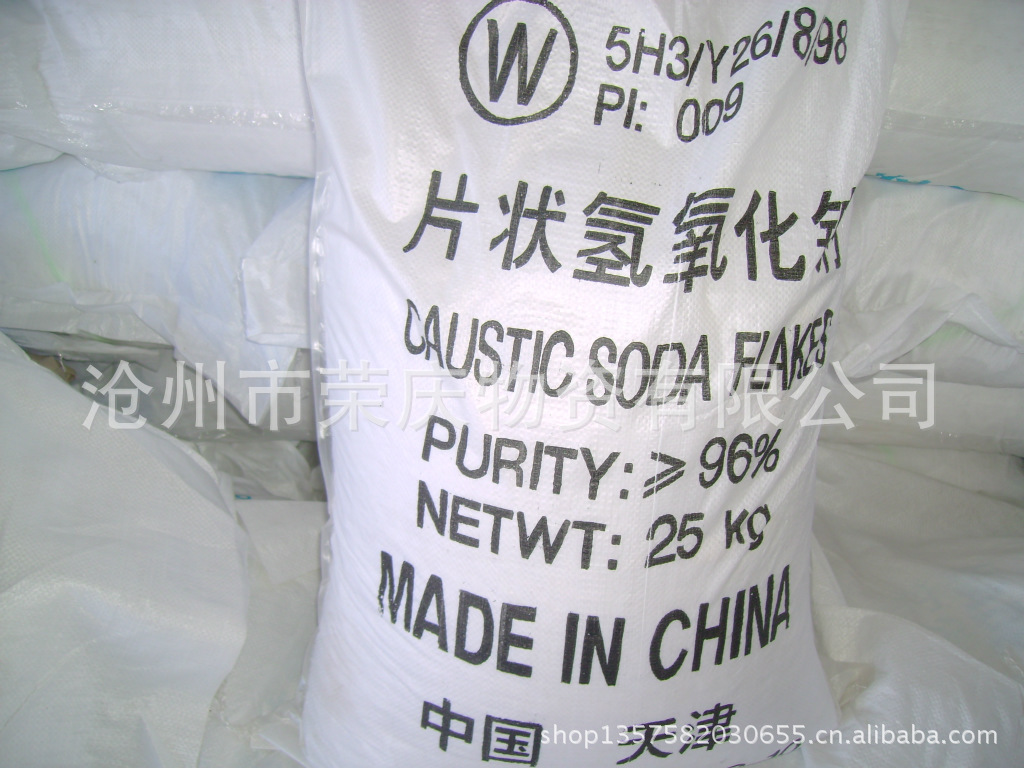 W 5H3/Y26/8/98
PI: 009
片状氢氧化
CAUSTIC SODA FLAKES
沧州市荣庆物贸有限公司
PURITY: ≥96%
NETWT: 25 KG
MADE IN CHINA
中国 天津
shop1357582030655.cn.alibaba.com